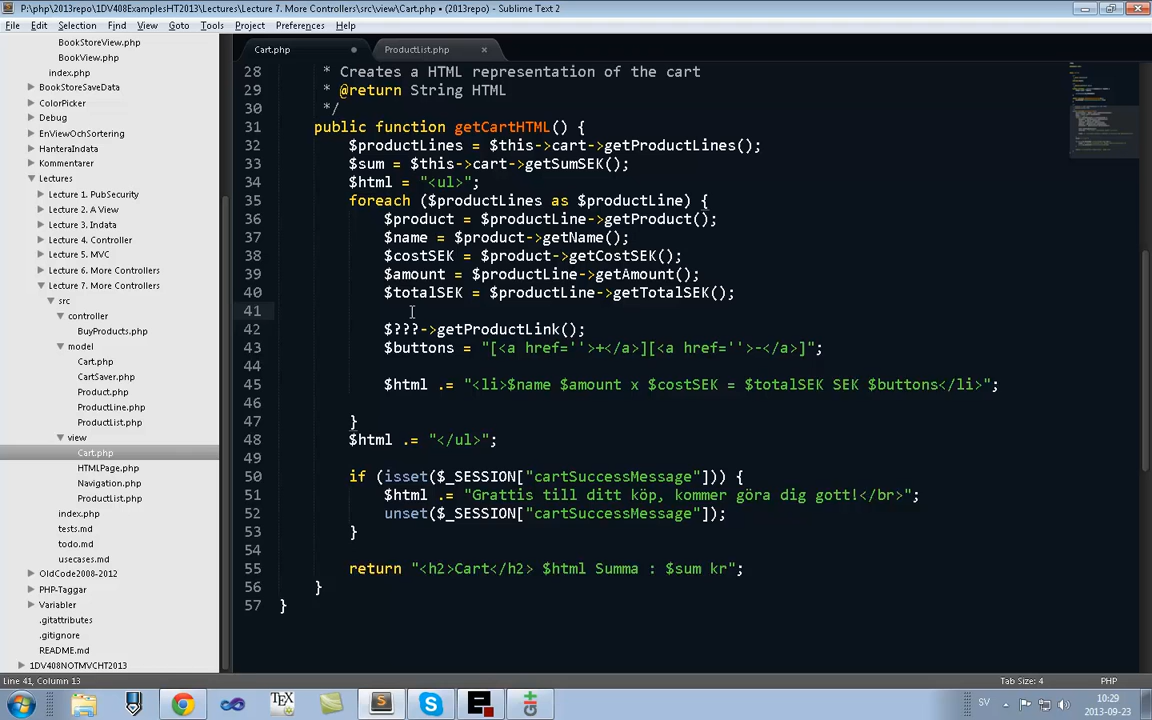 P:\php\2013repo\1DV408ExamplesHT2013\Lectures\Lecture 7. More Controllers\src\view\Cart.php • (2013repo) - Sublime Text 2
File Edit Selection Find View Goto Tools Project Preferences Help
BookStoreView.php
BookView.php
index.php
BookStoreSaveData
ColorPicker
Debug
EnViewOchSortering
HanteraIndata
Kommentarer
Lectures
Lecture 1. PubSecurity
Lecture 2. A View
Lecture 3. Indata
Lecture 4. Controller
Lecture 5. MVC
Lecture 6. More Controllers
Lecture 7. More Controllers
src
controller
BuyProducts.php
model
Cart.php
CartSaver.php
Product.php
ProductLine.php
ProductList.php
view
Cart.php
HTMLPage.php
Navigation.php
ProductList.php
index.php
tests.md
todo.md
usecases.md
OldCode2008-2012
PHP-Taggar
Variabler
.gitattributes
.gitignore
README.md
1DV408NOTMVCHT2013
Cart.php ProductList.php
28 * Creates a HTML representation of the cart
29 * @return String HTML
30 */
31 public function getCartHTML() {
32 $productLines = $this->cart->getProductLines();
33 $sum = $this->cart->getSumSEK();
34 $html = "<ul>";
35 foreach ($productLines as $productLine) {
36 $product = $productLine->getProduct();
37 $name = $product->getName();
38 $costSEK = $product->getCostSEK();
39 $amount = $productLine->getAmount();
40 $totalSEK = $productLine->getTotalSEK();
41
42 $???->getProductLink();
43 $buttons = "[<a href=''>+</a>][<a href=''>-</a>]";
44
45 $html .= "<li>$name $amount x $costSEK = $totalSEK SEK $buttons</li>";
46
47 }
48 $html .= "</ul>";
49
50 if (isset($_SESSION["cartSuccessMessage"])) {
51 $html .= "Grattis till ditt köp, kommer göra dig gott!</br>";
52 unset($_SESSION["cartSuccessMessage"]);
53 }
54
55 return "<h2>Cart</h2> $html Summa : $sum kr";
56 }
57 }
Line 41, Column 13 Tab Size: 4 PHP
SV 10:29
2013-09-23